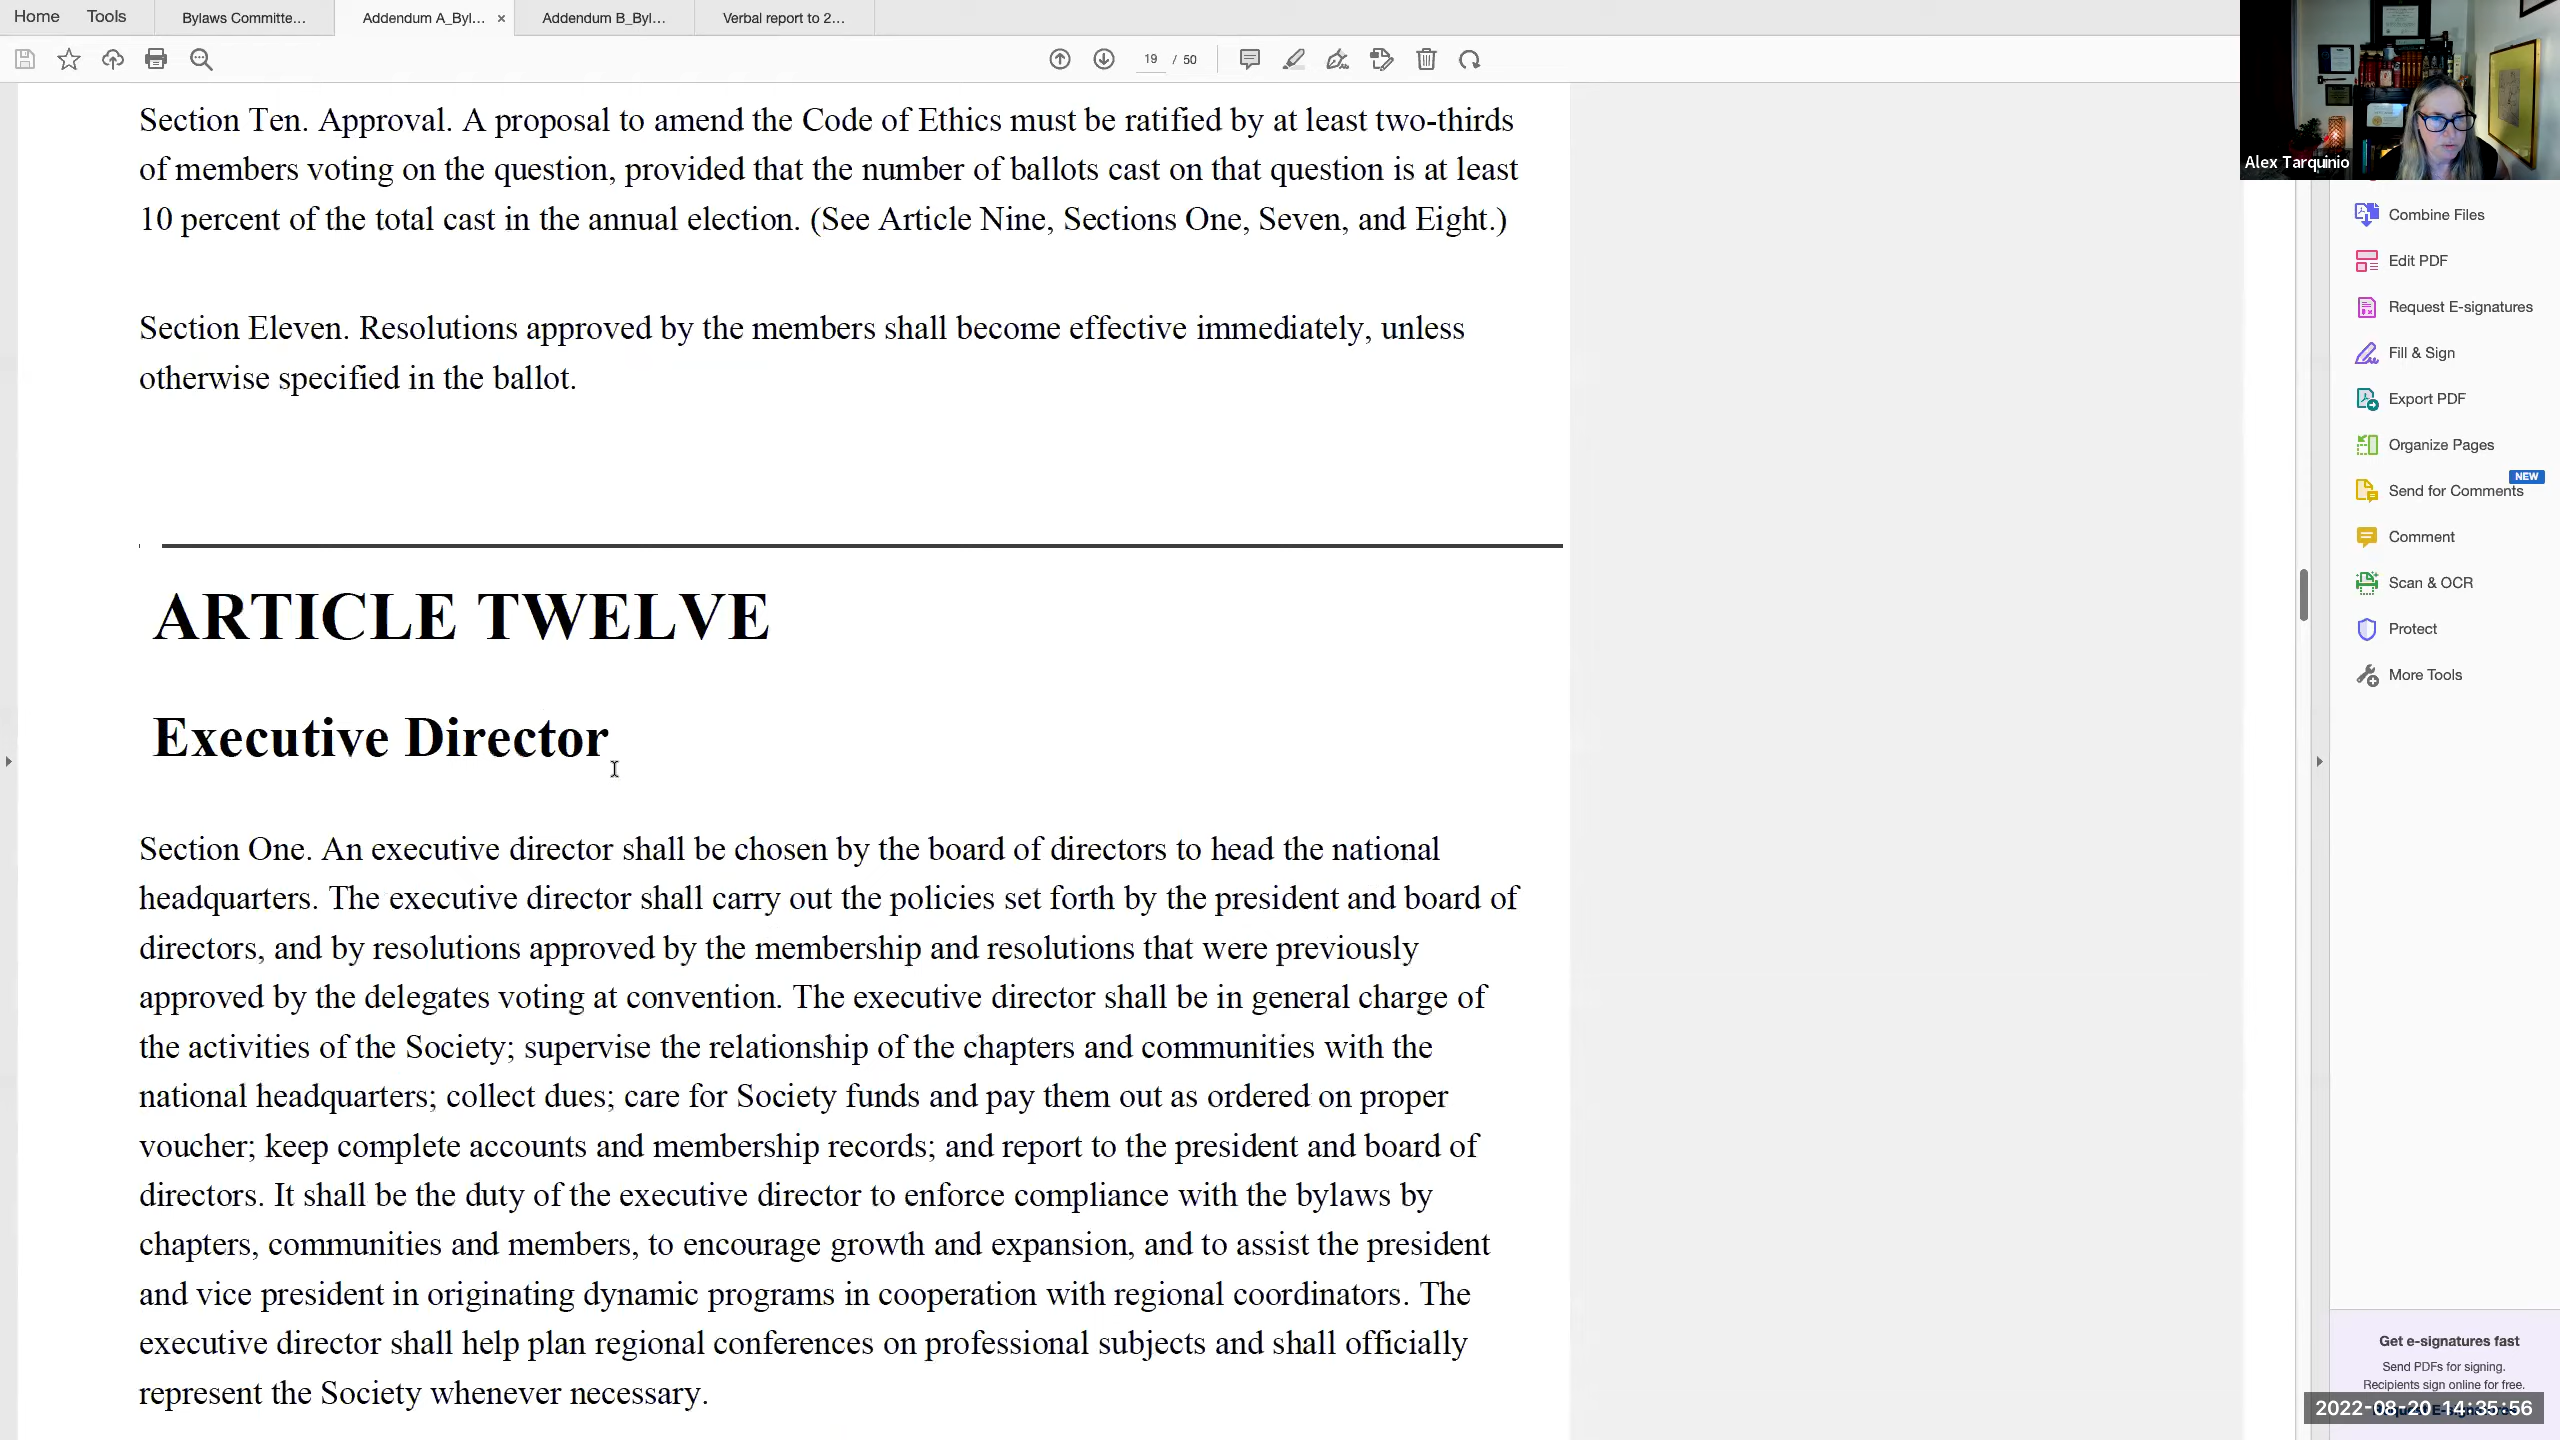 Home Tools Bylaws Committe... Addendum A_Byl... × Addendum B_Byl... Verbal report to 2...
19 / 50
Alex Tarquinio
Section Ten. Approval. A proposal to amend the Code of Ethics must be ratified by at least two-thirds
of members voting on the question, provided that the number of ballots cast on that question is at least
10 percent of the total cast in the annual election. (See Article Nine, Sections One, Seven, and Eight.)
Section Eleven. Resolutions approved by the members shall become effective immediately, unless
otherwise specified in the ballot.
ARTICLE TWELVE
Executive Director
Section One. An executive director shall be chosen by the board of directors to head the national
headquarters. The executive director shall carry out the policies set forth by the president and board of
directors, and by resolutions approved by the membership and resolutions that were previously
approved by the delegates voting at convention. The executive director shall be in general charge of
the activities of the Society; supervise the relationship of the chapters and communities with the
national headquarters; collect dues; care for Society funds and pay them out as ordered on proper
voucher; keep complete accounts and membership records; and report to the president and board of
directors. It shall be the duty of the executive director to enforce compliance with the bylaws by
chapters, communities and members, to encourage growth and expansion, and to assist the president
and vice president in originating dynamic programs in cooperation with regional coordinators. The
executive director shall help plan regional conferences on professional subjects and shall officially
represent the Society whenever necessary.
Combine Files
Edit PDF
Request E-signatures
Fill & Sign
Export PDF
Organize Pages
NEW
Send for Comments
Comment
Scan & OCR
Protect
More Tools
Get e-signatures fast
Send PDFs for signing.
Recipients sign online for free.
2022-08-20 14:35:56